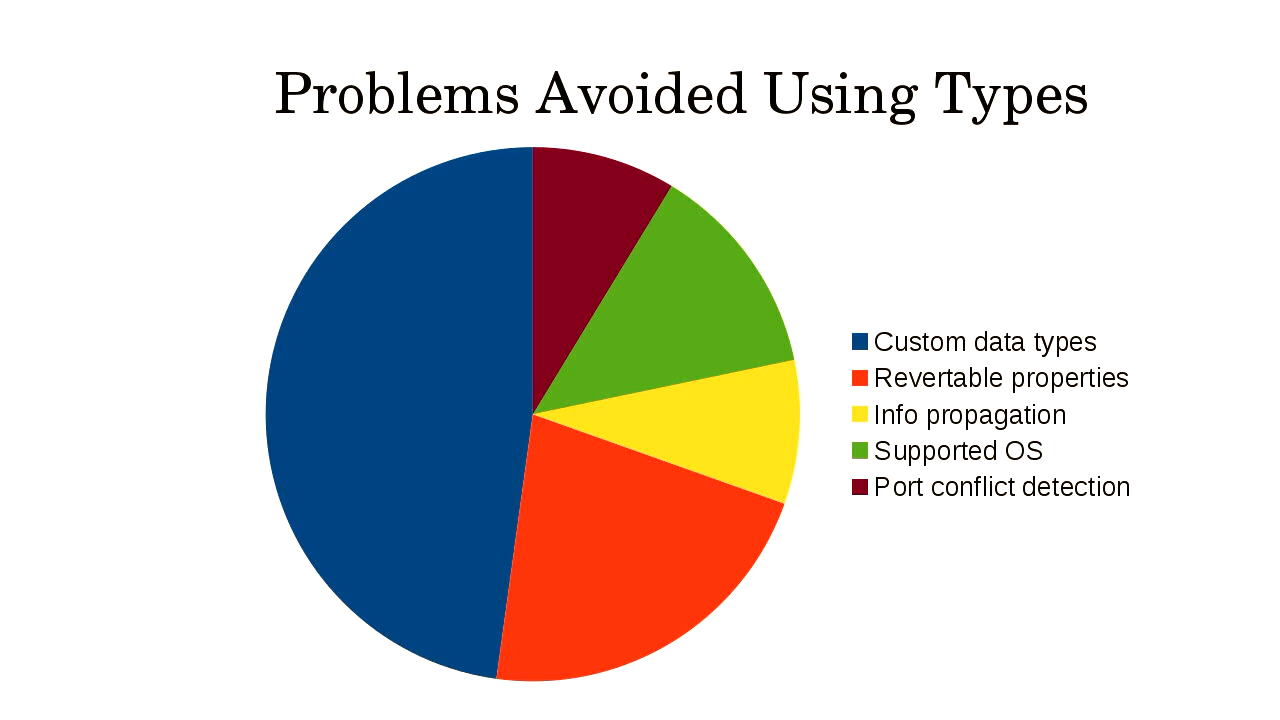 Problems Avoided Using Types
Custom data types
Revertable properties
Info propagation
Supported OS
Port conflict detection